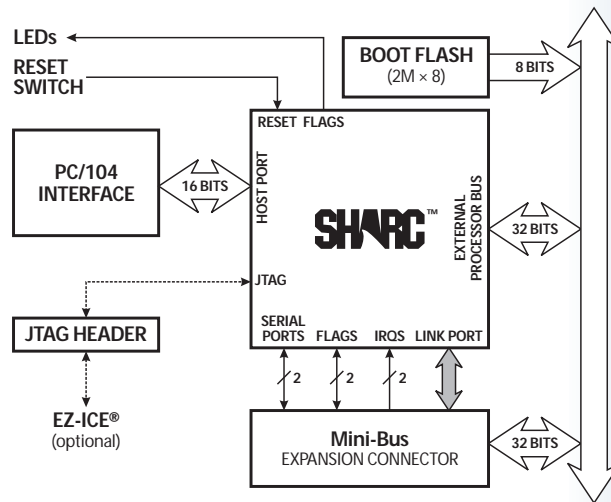 LEDs
RESET
SWITCH
BOOT FLASH
(2M × 8)
8 BITS
RESET FLAGS
PC/104
INTERFACE
16 BITS
HOST PORT
SHARC™
EXTERNAL
PROCESSOR BUS
32 BITS
JTAG
JTAG HEADER
SERIAL
PORTS FLAGS IRQS LINK PORT
2 2 2
EZ-ICE®
(optional)
Mini-Bus
EXPANSION CONNECTOR
32 BITS